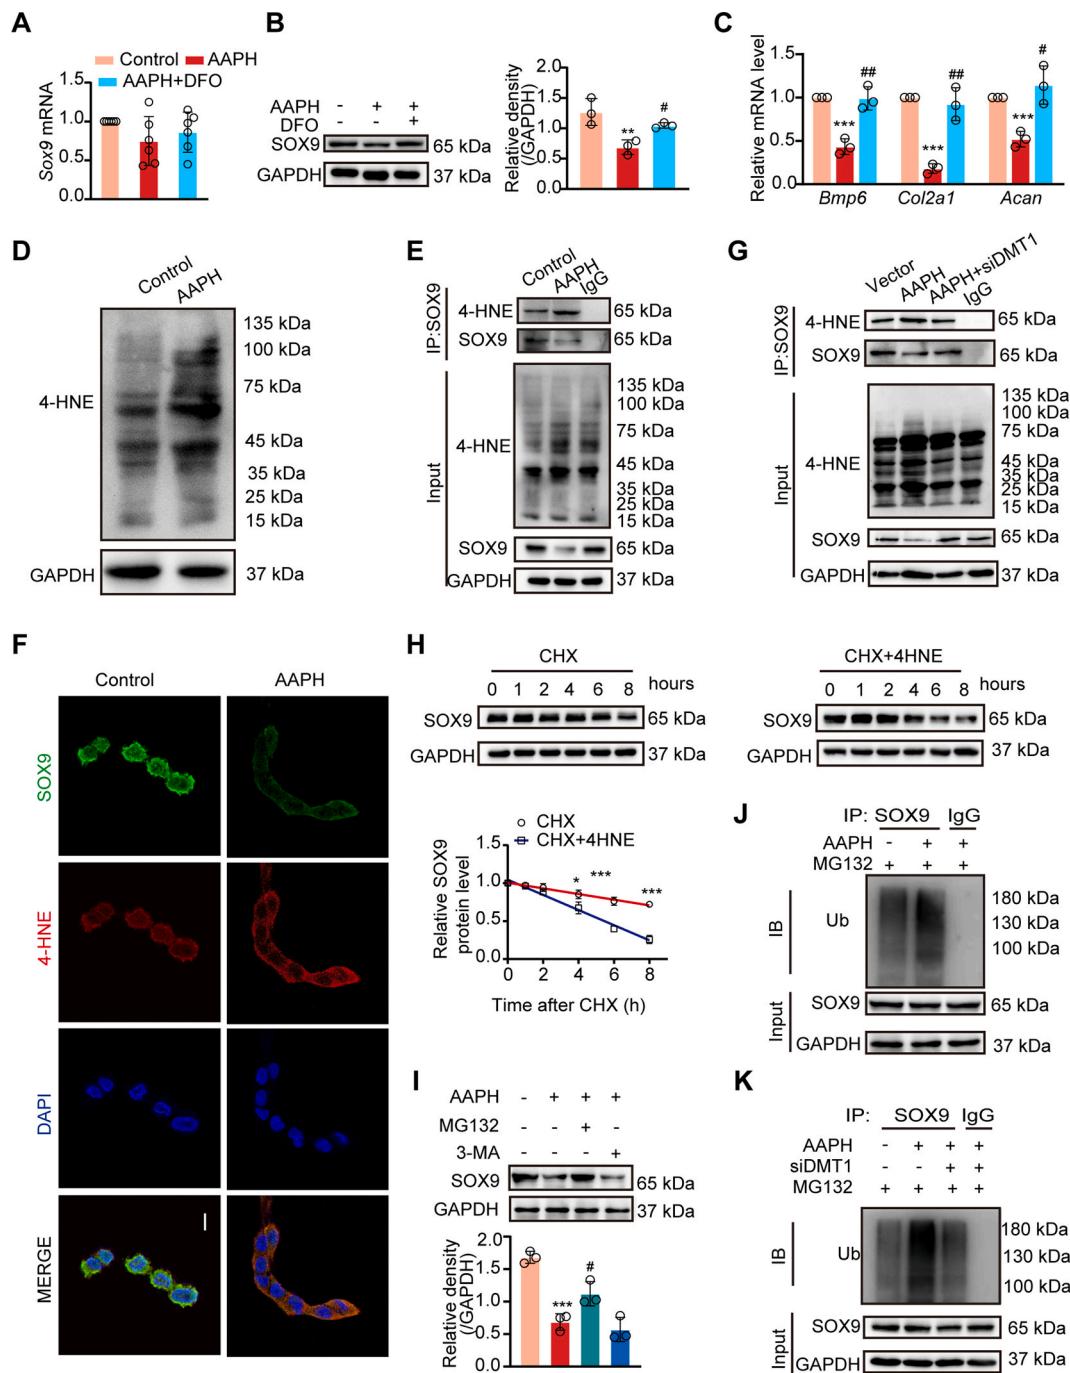 A
Control
AAPH
AAPH+DFO
Sox9 mRNA
1.5
1.0
0.5
0.0
B
AAPH - + +
DFO - - +
SOX9 65 kDa
GAPDH 37 kDa
Relative density
(/GAPDH)
2.0
1.5
1.0
0.5
0.0
**
#
C
Relative mRNA level
1.5
1.0
0.5
0.0
***
##
***
##
***
#
Bmp6 Col2a1 Acan
D
Control
AAPH
4-HNE
135 kDa
100 kDa
75 kDa
45 kDa
35 kDa
25 kDa
15 kDa
GAPDH 37 kDa
E
Control
AAPH
IgG
IP:SOX9
4-HNE 65 kDa
SOX9 65 kDa
Input
4-HNE
135 kDa
100 kDa
75 kDa
45 kDa
35 kDa
25 kDa
15 kDa
SOX9 65 kDa
GAPDH 37 kDa
G
Vector
AAPH
AAPH+siDMT1
IgG
IP:SOX9
4-HNE 65 kDa
SOX9 65 kDa
Input
4-HNE
135 kDa
100 kDa
75 kDa
45 kDa
35 kDa
25 kDa
15 kDa
SOX9 65 kDa
GAPDH 37 kDa
F
Control AAPH
SOX9
4-HNE
DAPI
MERGE
H
CHX
0 1 2 4 6 8 hours
SOX9 65 kDa
GAPDH 37 kDa
CHX+4HNE
0 1 2 4 6 8 hours
SOX9 65 kDa
GAPDH 37 kDa
CHX
CHX+4HNE
Relative SOX9
protein level
1.5
1.0
0.5
0.0
* *** ***
0 2 4 6 8
Time after CHX (h)
I
AAPH - + + +
MG132 - - + -
3-MA - - - +
SOX9 65 kDa
GAPDH 37 kDa
Relative density
(/GAPDH)
2.0
1.5
1.0
0.5
0.0
***
#
J
IP: SOX9 IgG
AAPH - + +
MG132 + + +
IB
Ub
180 kDa
130 kDa
100 kDa
Input
SOX9 65 kDa
GAPDH 37 kDa
K
IP: SOX9 IgG
AAPH - + + +
siDMT1 - - + +
MG132 + + + +
IB
Ub
180 kDa
130 kDa
100 kDa
Input
SOX9 65 kDa
GAPDH 37 kDa